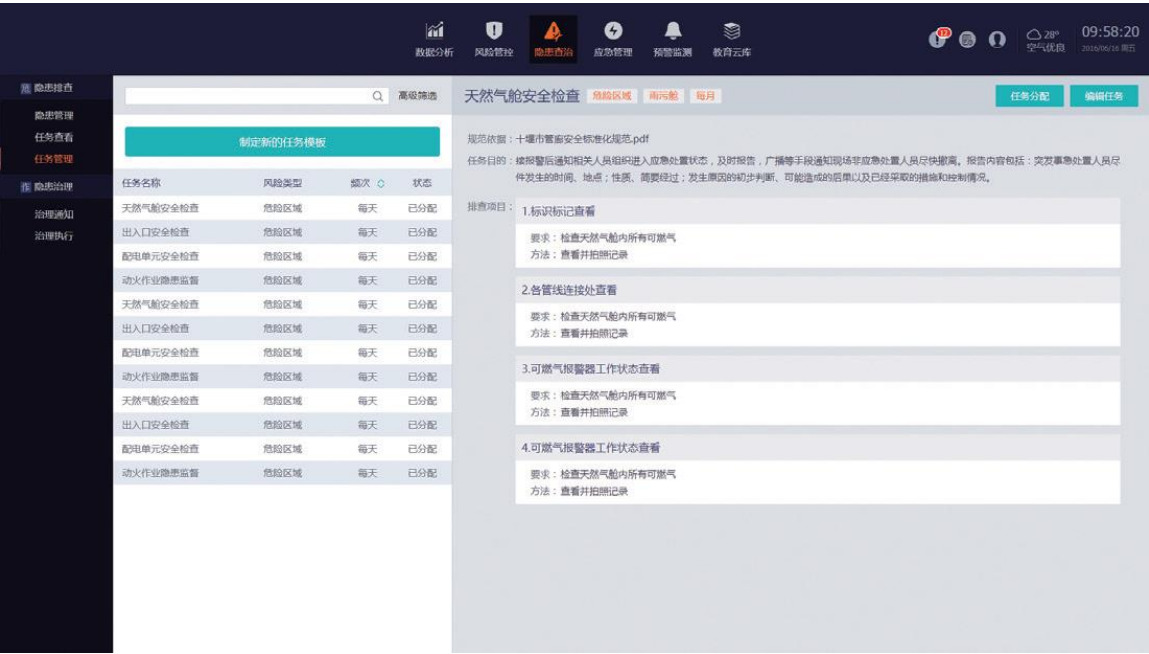 数据分析
风险管控
隐患查治
应急管理
预警监测
教育云库
12
28°
空气优良
09:58:20
2016/06/16 周五
隐患排查
隐患管理
任务查看
任务管理
隐患治理
治理通知
治理执行
高级筛选
制定新的任务模板
任务名称 风险类型 频次 状态
天然气舱安全检查 危险区域 每天 已分配
出入口安全检查 危险区域 每天 已分配
配电单元安全检查 危险区域 每天 已分配
动火作业隐患监督 危险区域 每天 已分配
天然气舱安全检查 危险区域 每天 已分配
出入口安全检查 危险区域 每天 已分配
配电单元安全检查 危险区域 每天 已分配
动火作业隐患监督 危险区域 每天 已分配
天然气舱安全检查 危险区域 每天 已分配
出入口安全检查 危险区域 每天 已分配
配电单元安全检查 危险区域 每天 已分配
动火作业隐患监督 危险区域 每天 已分配
天然气舱安全检查 危险区域 雨污舱 每月
任务分配 编辑任务
规范依据：十堰市管廊安全标准化规范.pdf
任务目的：接报警后通知相关人员组织进入应急处置状态，及时报告，广播等手段通知现场非应急处置人员尽快撤离。报告内容包括：突发事急处置人员尽
件发生的时间、地点；性质、简要经过；发生原因的初步判断、可能造成的后果以及已经采取的措施和控制情况。
排查项目：
1.标识标记查看
要求：检查天然气舱内所有可燃气
方法：查看并拍照记录
2.各管线连接处查看
要求：检查天然气舱内所有可燃气
方法：查看并拍照记录
3.可燃气报警器工作状态查看
要求：检查天然气舱内所有可燃气
方法：查看并拍照记录
4.可燃气报警器工作状态查看
要求：检查天然气舱内所有可燃气
方法：查看并拍照记录